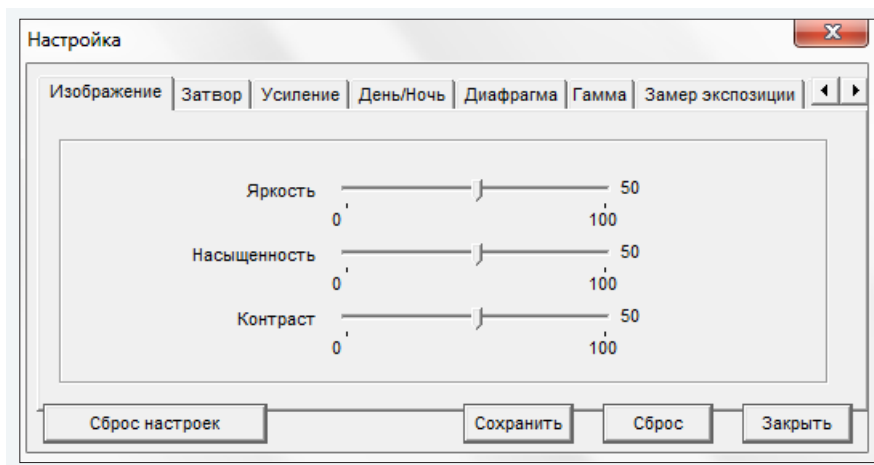 Настройка
Изображение Затвор Усиление День/Ночь Диафрагма Гамма Замер экспозиции
Яркость 50
0 100
Насыщенность 50
0 100
Контраст 50
0 100
Сброс настроек Сохранить Сброс Закрыть